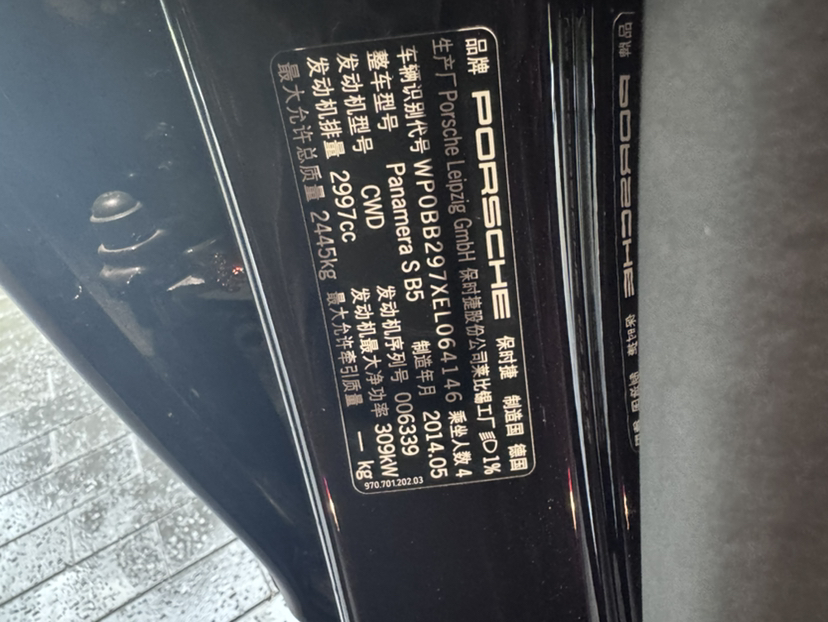 品牌 PORSCHE 保时捷 制造国 德国
生产厂 Porsche Leipzig GmbH 保时捷股份公司莱比锡工厂 1%
车辆识别代号 WP0BB297XEL064146 乘坐人数 4
整车型号 Panamera S B5 制造年月 2014.05
发动机型号 CWD 发动机序列号 006339
发动机排量 2997cc 发动机最大净功率 309kW
最大允许总质量 2445kg 最大允许牵引质量 — kg
970.701.202.03